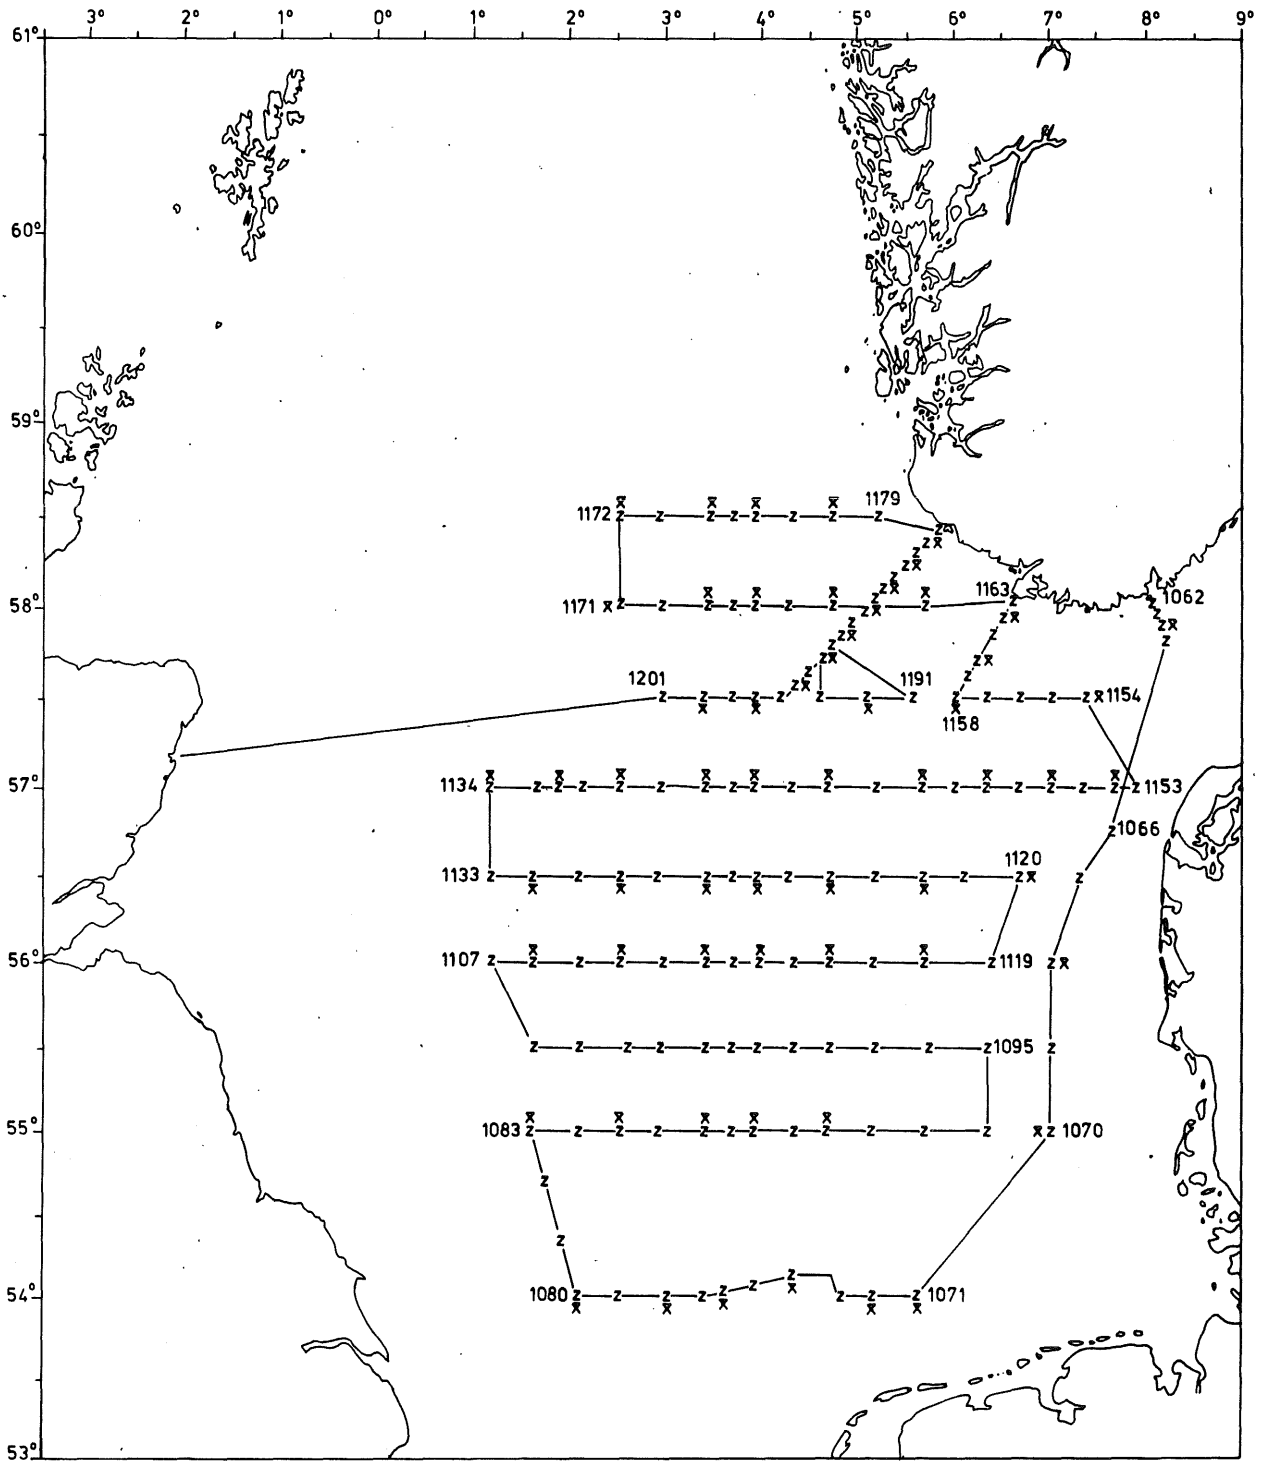 3° 2° 1° 0° 1° 2° 3° 4° 5° 6° 7° 8° 9°
61°
60°
59°
X̄ X̄ X̄ X̄ 1179
1172 Z Z Z Z Z Z Z Z
Z
Z X̄
Z
Z X̄
Z
Z X̄
X̄ X̄ X̄ X̄ 1163 1062
58° 1171 X̄ Z Z Z Z Z Z Z Z Z Z
Z X̄ Z X̄ Z X̄
Z Z Z
Z X̄
Z
Z X̄ Z X̄
Z Z
Z X̄
1201 1191
Z Z Z Z Z Z Z Z Z Z Z Z Z X̄ 1154
X̄ X̄ X̄ X̄
1158
X̄ X̄ X̄ X̄ X̄ X̄ X̄ X̄ X̄ X̄
57° 1134 Z Z Z Z Z Z Z Z Z Z Z Z Z Z Z Z Z Z 1153
Z 1066
1120
1133 Z Z Z Z Z Z Z Z Z Z Z Z Z X̄ Z
X̄ X̄ X̄ X̄ X̄ X̄
X̄ X̄ X̄ X̄ X̄ X̄
56° 1107 Z Z Z Z Z Z Z Z Z Z Z Z 1119 Z X̄
Z Z Z Z Z Z Z Z Z Z Z Z 1095 Z
X̄ X̄ X̄ X̄ X̄
55° 1083 Z Z Z Z Z Z Z Z Z Z Z Z X̄ Z 1070
Z
Z
54° 1080 Z Z Z Z Z Z Z Z Z Z 1071
X̄ X̄ X̄ X̄ X̄ X̄
53°